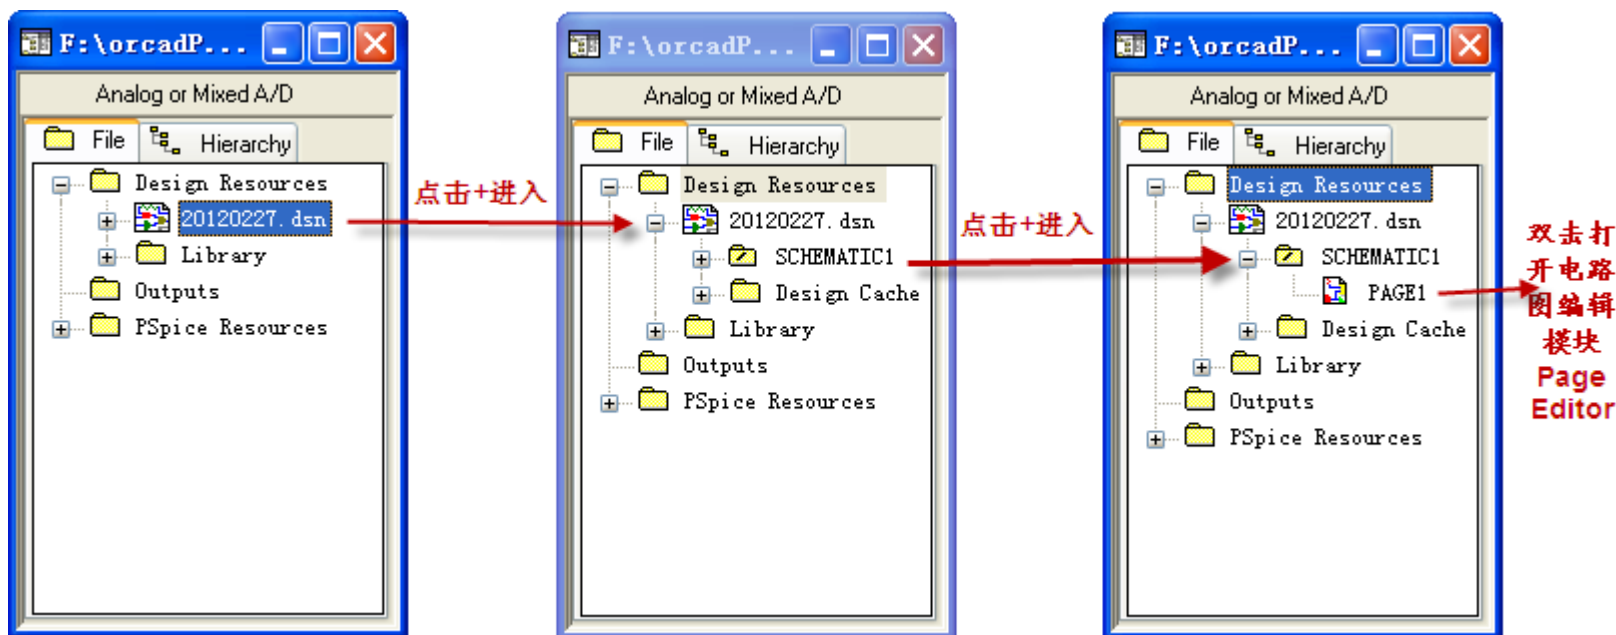 F:\orcadP...
Analog or Mixed A/D
File Hierarchy
Design Resources
20120227.dsn
Library
Outputs
PSpice Resources
点击+进入
F:\orcadP...
Analog or Mixed A/D
File Hierarchy
Design Resources
20120227.dsn
SCHEMATIC1
Design Cache
Library
Outputs
PSpice Resources
点击+进入
F:\orcadP...
Analog or Mixed A/D
File Hierarchy
Design Resources
20120227.dsn
SCHEMATIC1
PAGE1
Design Cache
Library
Outputs
PSpice Resources
双击打
开电路
图编辑
模块
Page
Editor